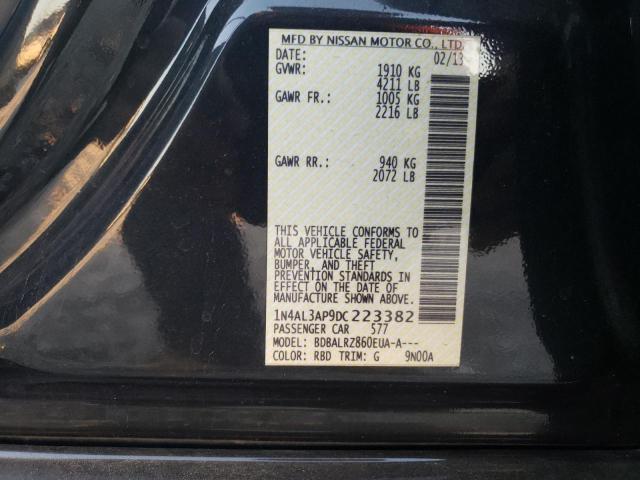 MFD BY NISSAN MOTOR CO., LTD.
DATE: 02/13
GVWR: 1910 KG
4211 LB
GAWR FR.: 1005 KG
2216 LB
GAWR RR.: 940 KG
2072 LB
THIS VEHICLE CONFORMS TO
ALL APPLICABLE FEDERAL
MOTOR VEHICLE SAFETY,
BUMPER, AND THEFT
PREVENTION STANDARDS IN
EFFECT ON THE DATE OF
MANUFACTURE SHOWN ABOVE.
1N4AL3AP9DC223382
PASSENGER CAR 577
MODEL: BDBALRZ860EUA-A---
COLOR: RBD TRIM: G 9N00A